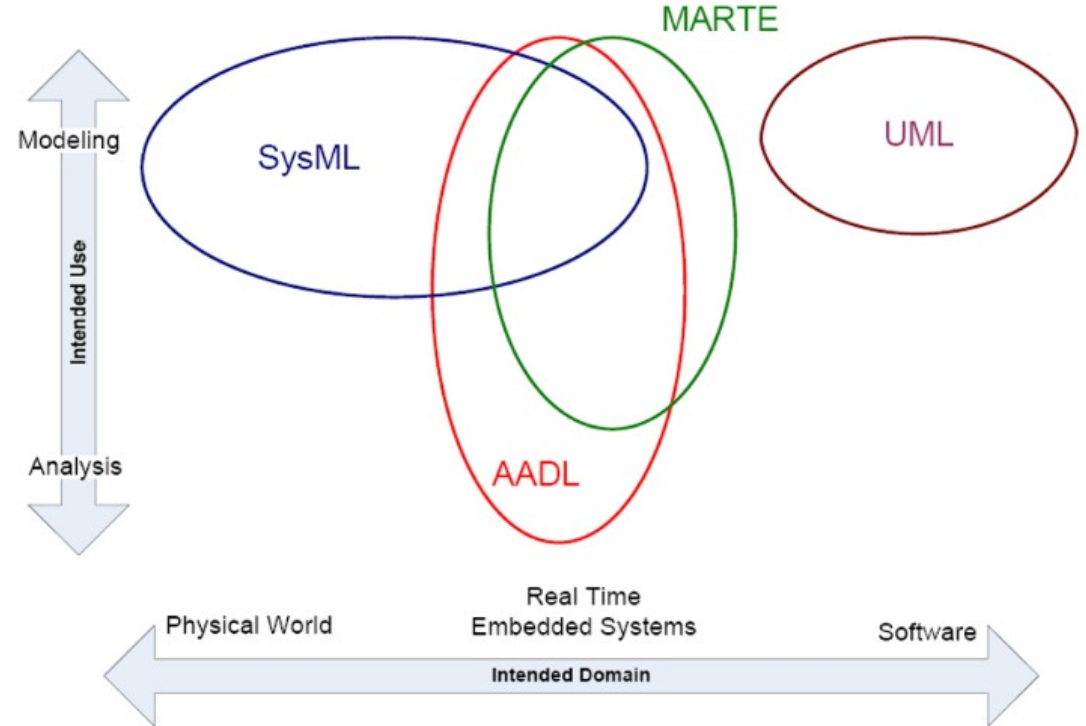 MARTE
Modeling
SysML
UML
Intended Use
Analysis
AADL
Real Time
Embedded Systems
Physical World
Software
Intended Domain